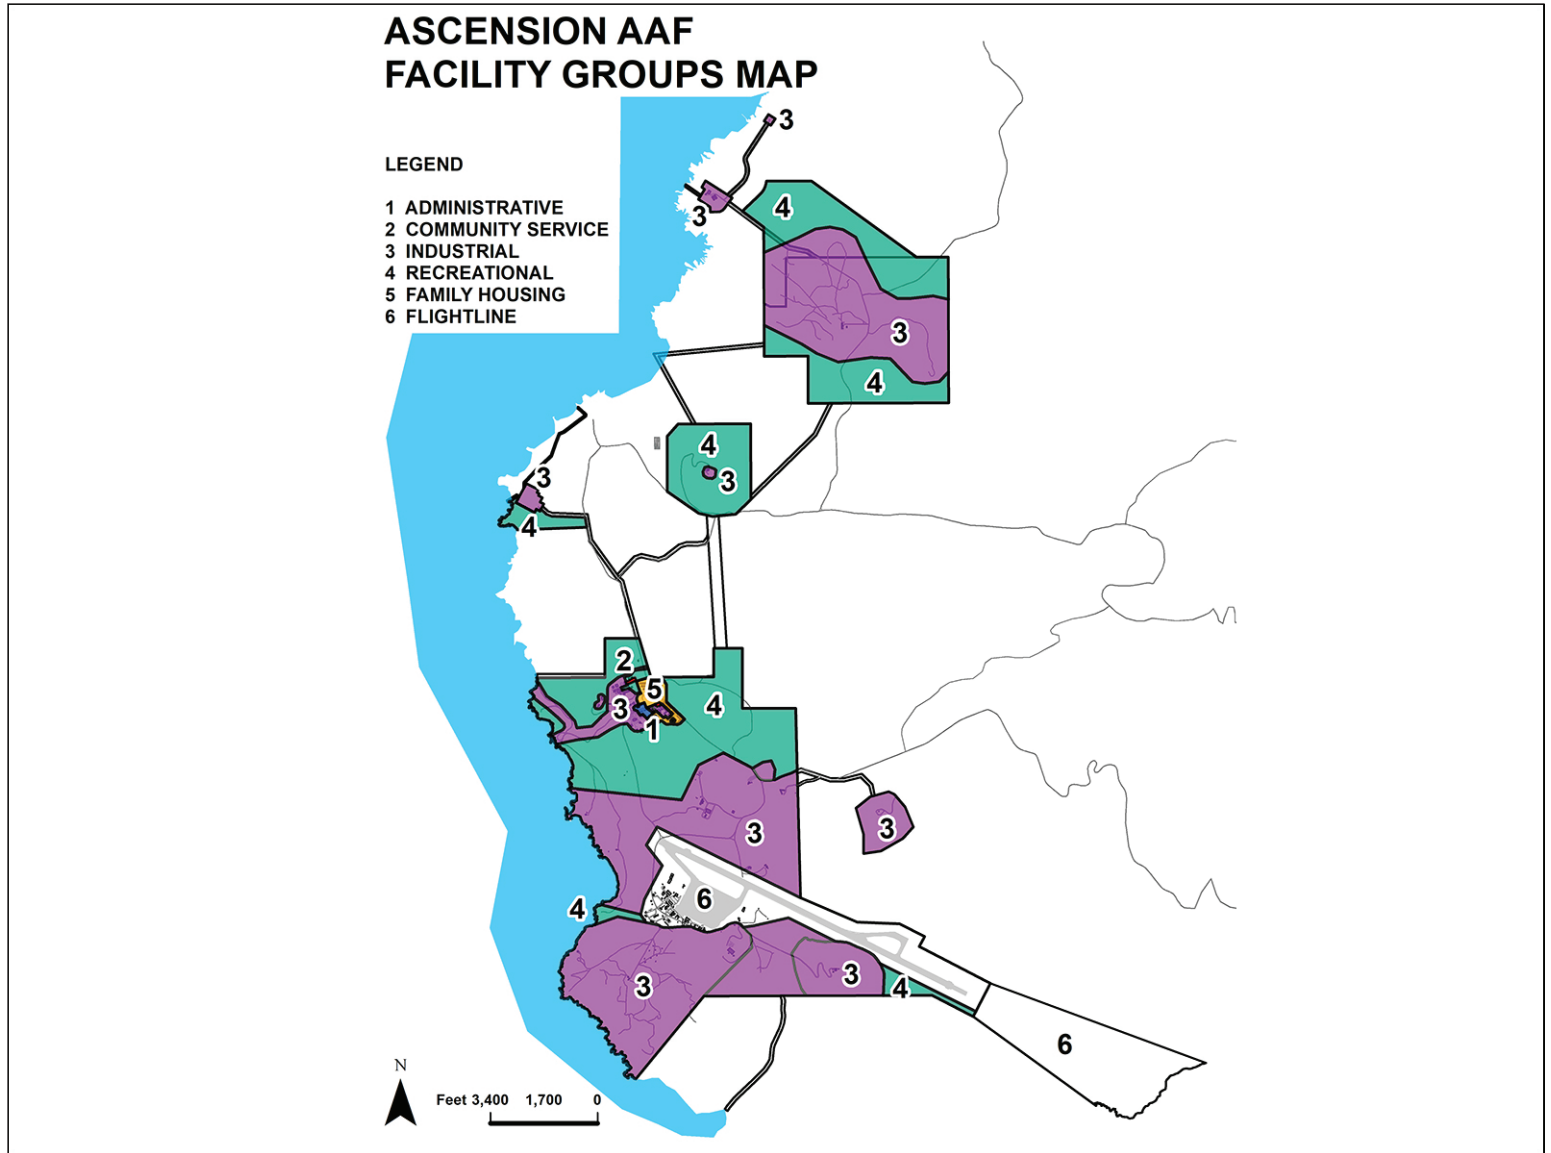 ASCENSION AAF
FACILITY GROUPS MAP
LEGEND
1 ADMINISTRATIVE
2 COMMUNITY SERVICE
3 INDUSTRIAL
4 RECREATIONAL
5 FAMILY HOUSING
6 FLIGHTLINE
3
3
4
3
4
4
3
3
4
2
5
3
4
1
3
3
6
4
3
3
4
6
N
Feet 3,400 1,700 0